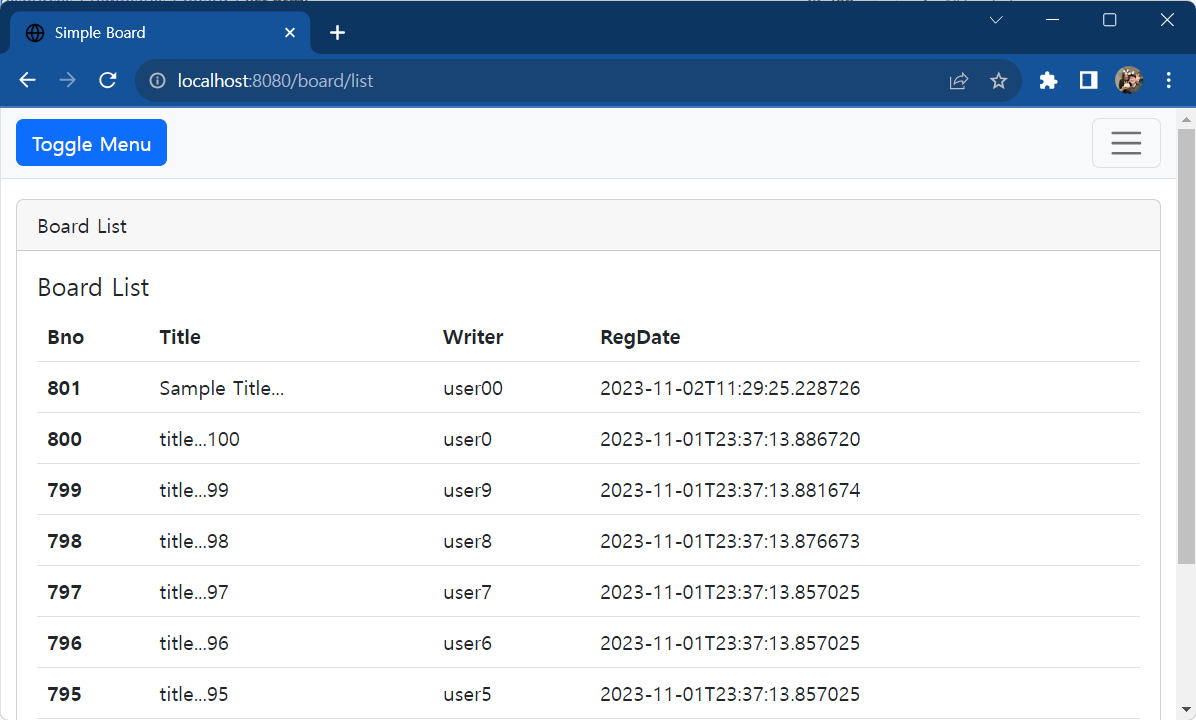 Simple Board
localhost:8080/board/list
Toggle Menu
Board List
Board List
Bno Title Writer RegDate
801 Sample Title... user00 2023-11-02T11:29:25.228726
800 title...100 user0 2023-11-01T23:37:13.886720
799 title...99 user9 2023-11-01T23:37:13.881674
798 title...98 user8 2023-11-01T23:37:13.876673
797 title...97 user7 2023-11-01T23:37:13.857025
796 title...96 user6 2023-11-01T23:37:13.857025
795 title...95 user5 2023-11-01T23:37:13.857025